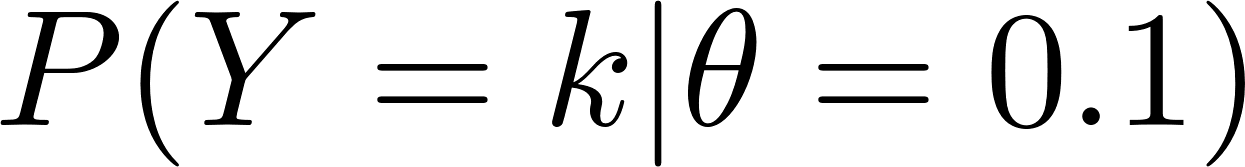 P(Y = k|θ = 0.1)